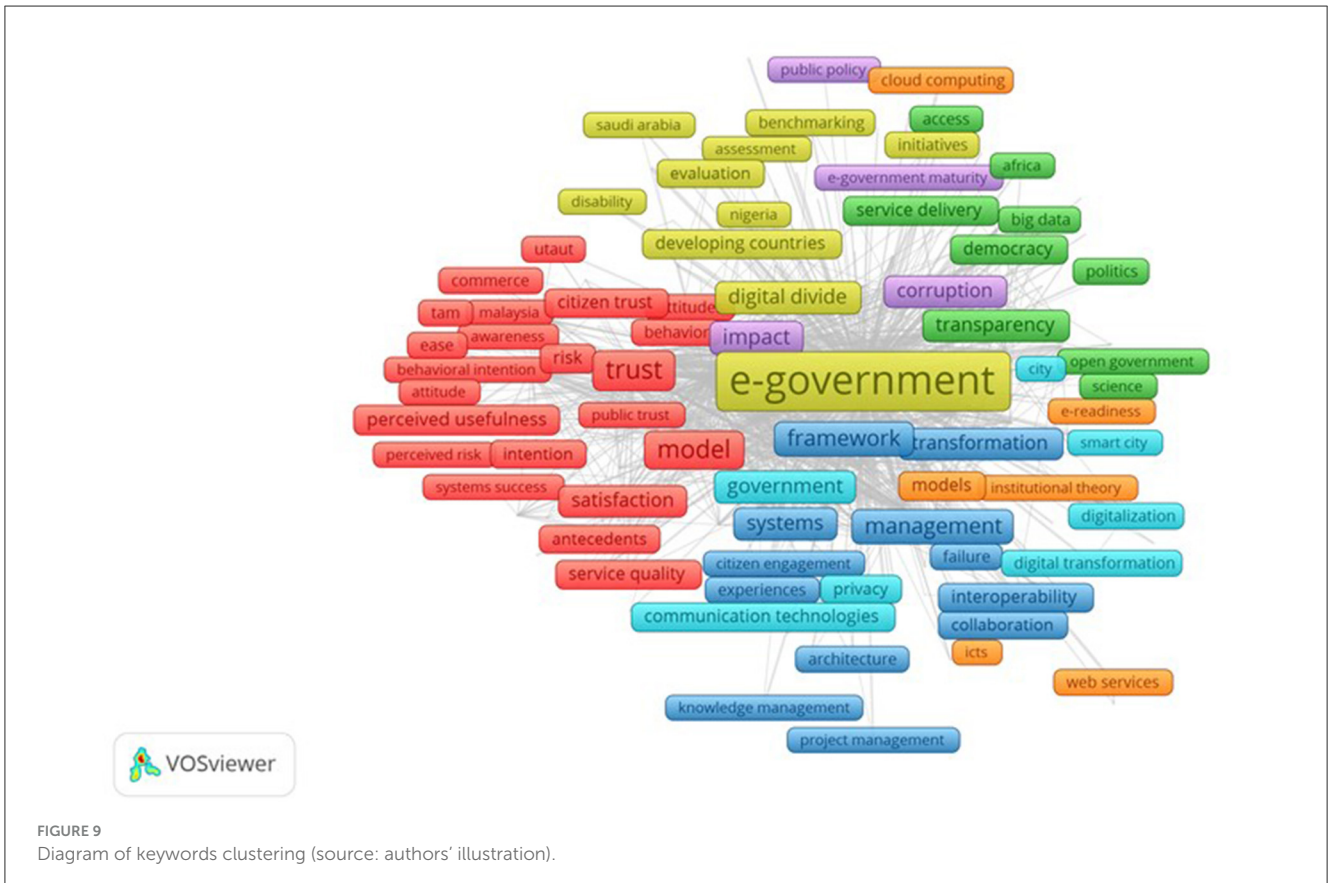 public policy
cloud computing
saudi arabia
benchmarking
access
assessment
initiatives
evaluation
e-government maturity
africa
disability
nigeria
service delivery
big data
utaut
developing countries
democracy
commerce
politics
tam
malaysia
citizen trust
ttitude
digital divide
corruption
ease
awareness
behavior
impact
transparency
behavioral intention
risk
trust
e-government
city
open government
attitude
science
perceived usefulness
public trust
e-readiness
perceived risk
intention
model
framework
transformation
smart city
systems success
satisfaction
government
models
institutional theory
antecedents
systems
management
digitalization
service quality
citizen engagement
failure
digital transformation
experiences
privacy
interoperability
communication technologies
collaboration
architecture
icts
web services
knowledge management
project management
VOSviewer
FIGURE 9
Diagram of keywords clustering (source: authors’ illustration).